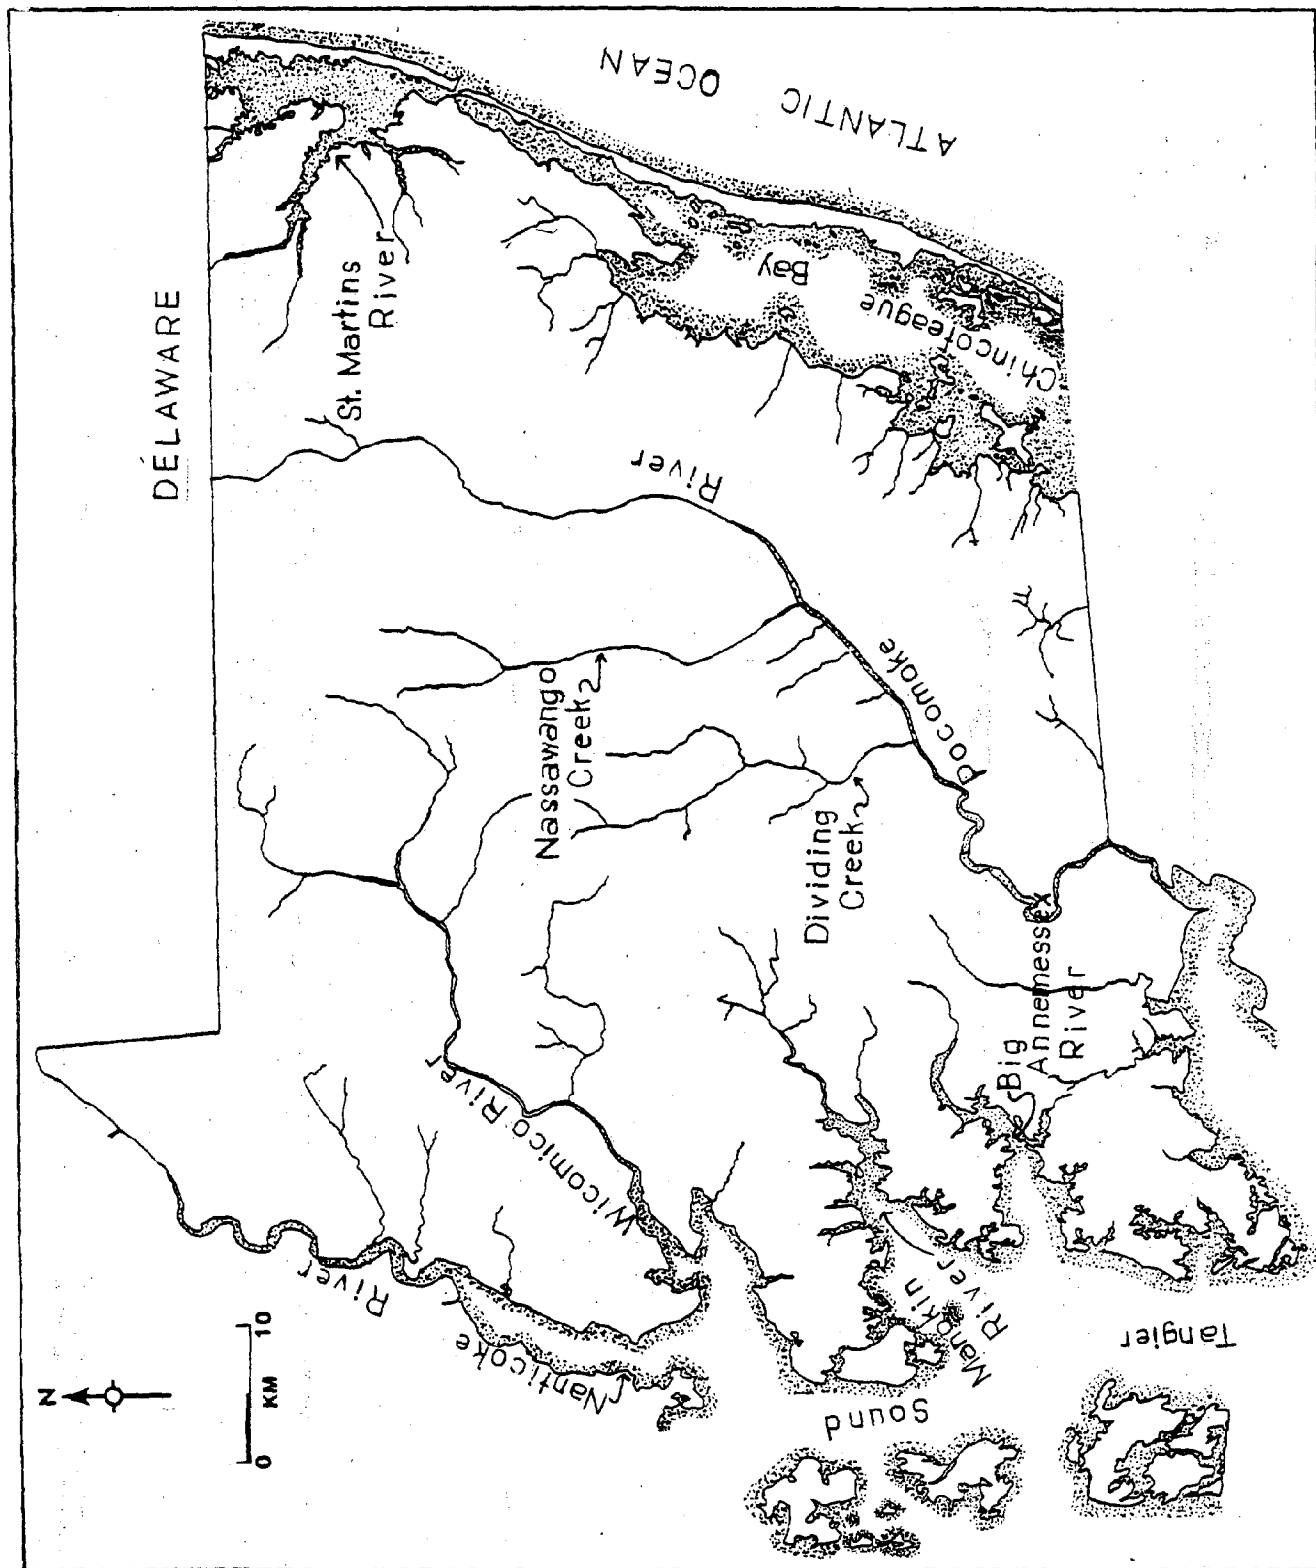 DELAWARE
ATLANTIC OCEAN
St. Martins
River
Chincoteague
Bay
Pocomoke
River
Nassawango
Creek
Dividing
Creek
Wicomico River
Nanticoke
River
Big
Annemessex
River
Manokin
River
Tangier
Sound
N
0 10
KM